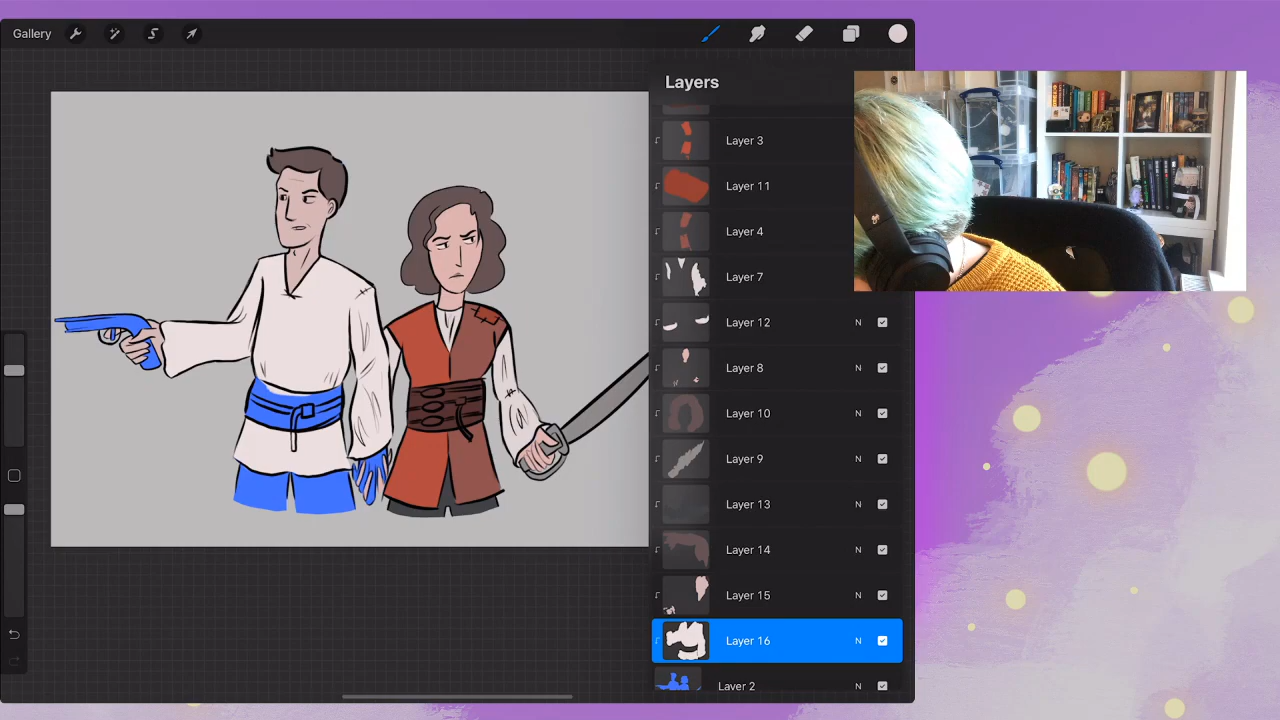 Gallery
Layers
Layer 3
Layer 11
Layer 4
Layer 7
Layer 12 N
Layer 8 N
Layer 10 N
Layer 9 N
Layer 13 N
Layer 14 N
Layer 15 N
Layer 16 N
Layer 2 N